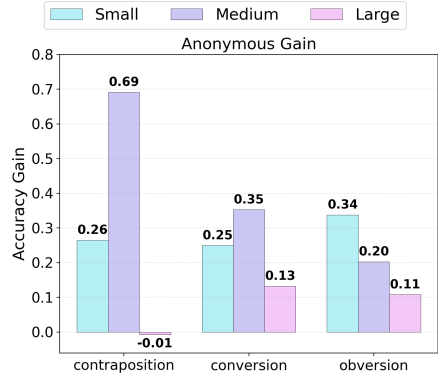 Small Medium Large
Anonymous Gain
Accuracy Gain
0.8
0.7
0.6
0.5
0.4
0.3
0.2
0.1
0.0
0.26 0.69 -0.01
0.25 0.35 0.13
0.34 0.20 0.11
contraposition conversion obversion